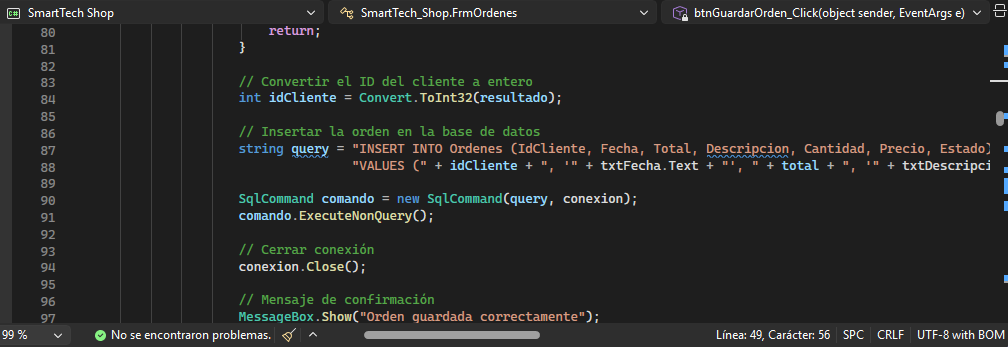 SmartTech Shop
SmartTech_Shop.FrmOrdenes
btnGuardarOrden_Click(object sender, EventArgs e)
80 return;
81 }
82
83 // Convertir el ID del cliente a entero
84 int idCliente = Convert.ToInt32(resultado);
85
86 // Insertar la orden en la base de datos
87 string query = "INSERT INTO Ordenes (IdCliente, Fecha, Total, Descripcion, Cantidad, Precio, Estado)
88 "VALUES (" + idCliente + ", '" + txtFecha.Text + "', " + total + ", '" + txtDescripci
89
90 SqlCommand comando = new SqlCommand(query, conexion);
91 comando.ExecuteNonQuery();
92
93 // Cerrar conexión
94 conexion.Close();
95
96 // Mensaje de confirmación
97 MessageBox.Show("Orden guardada correctamente");
99 %
No se encontraron problemas.
Línea: 49, Carácter: 56
SPC
CRLF
UTF-8 with BOM